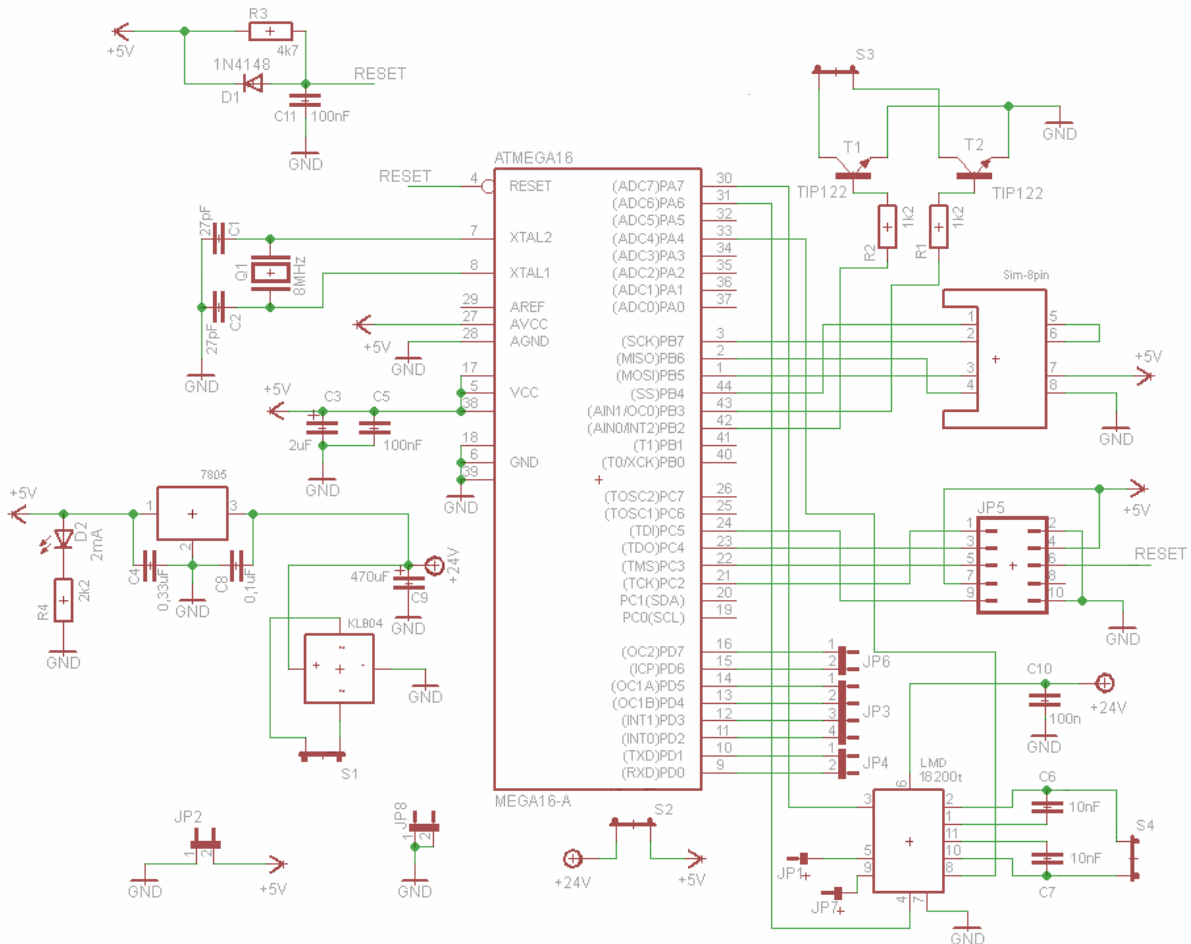 R3
4k7
+5V
1N4148
D1
RESET
C11
100nF
GND
S3
GND
T1
T2
TIP122
TIP122
R2
1k2
R1
1k2
ATMEGA16
RESET
4
RESET
7
XTAL2
8
XTAL1
29
AREF
27
AVCC
28
AGND
17
5
VCC
38
18
6
GND
39
(ADC7)PA7
30
(ADC6)PA6
31
(ADC5)PA5
32
(ADC4)PA4
33
(ADC3)PA3
34
(ADC2)PA2
35
(ADC1)PA1
36
(ADC0)PA0
37
(SCK)PB7
3
(MISO)PB6
2
(MOSI)PB5
1
(SS)PB4
44
(AIN1/OC0)PB3
43
(AIN0/INT2)PB2
42
(T1)PB1
41
(T0/XCK)PB0
40
(TOSC2)PC7
26
(TOSC1)PC6
25
(TDI)PC5
24
(TDO)PC4
23
(TMS)PC3
22
(TCK)PC2
21
PC1(SDA)
20
PC0(SCL)
19
(OC2)PD7
16
(ICP)PD6
15
(OC1A)PD5
14
(OC1B)PD4
13
(INT1)PD3
12
(INT0)PD2
11
(TXD)PD1
10
(RXD)PD0
9
MEGA16-A
27pF
C1
Q1
8MHz
27pF
C2
GND
+5V
GND
+5V
C3
2uF
C5
100nF
GND
GND
Sim-8pin
1
2
3
4
5
6
7
8
+5V
GND
7805
1
3
2
+5V
D2
2mA
R4
2k2
GND
C4
0,33uF
C8
0,1uF
GND
470uF
C9
+24V
GND
KLB04
+
-
~
~
GND
S1
JP5
1
2
3
4
5
6
7
8
9
10
+5V
RESET
GND
1
2
JP6
1
2
3
4
JP3
1
2
JP4
C10
100n
+24V
GND
LMD
18200t
6
3
5
9
2
1
11
10
8
4
7
C6
10nF
10nF
C7
S4
JP1
JP7
GND
JP2
1
2
GND
+5V
JP8
1
2
GND
S2
+24V
+5V